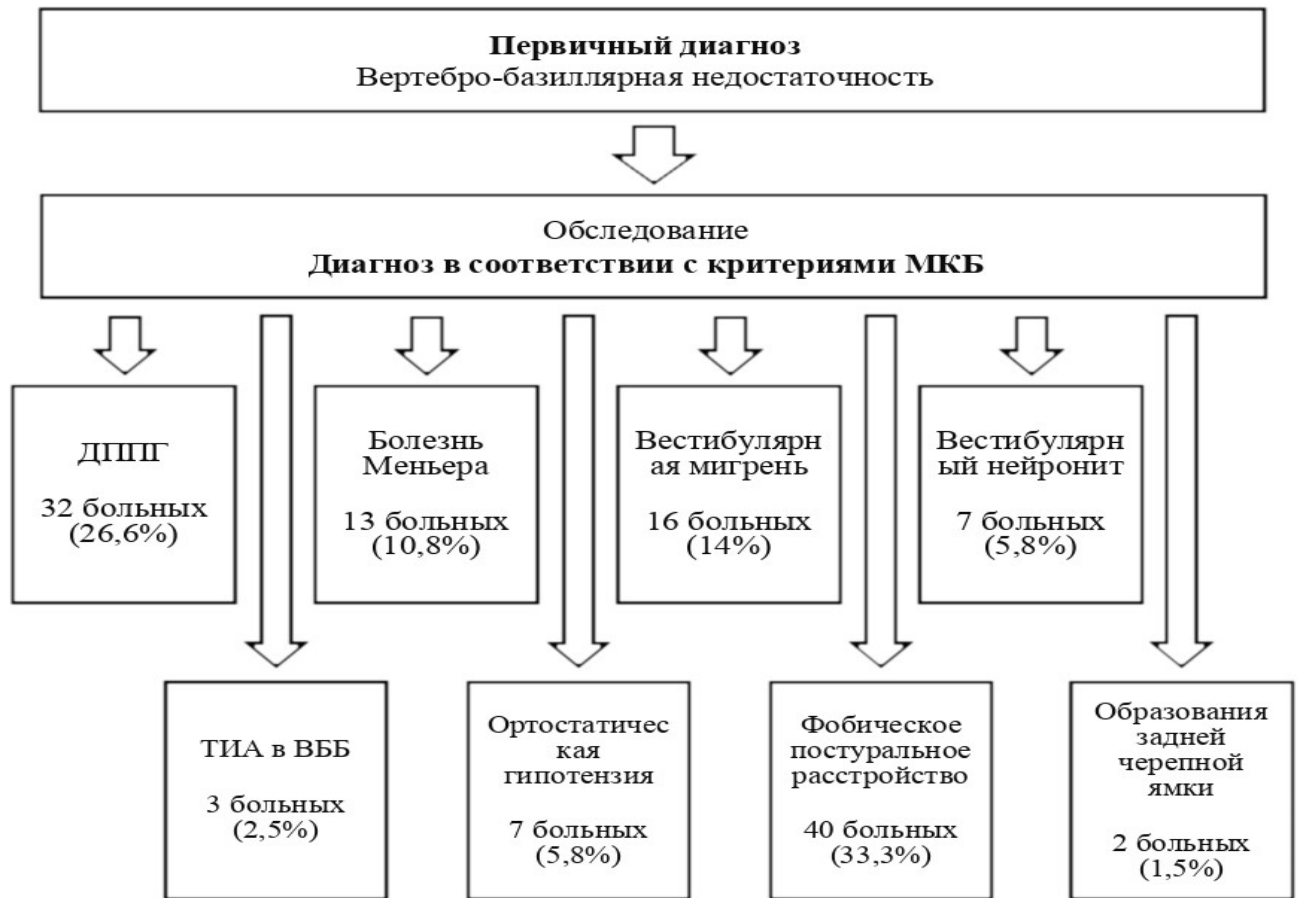 Первичный диагноз
Вертебро-базиллярная недостаточность
Обследование
Диагноз в соответствии с критериями МКБ
ДППГ
32 больных
(26,6%)
Болезнь
Меньера
13 больных
(10,8%)
Вестибулярн
ая мигрень
16 больных
(14%)
Вестибулярн
ый нейронит
7 больных
(5,8%)
ТИА в ВББ
3 больных
(2,5%)
Ортостатичес
кая
гипотензия
7 больных
(5,8%)
Фобическое
постуральное
расстройство
40 больных
(33,3%)
Образования
задней
черепной
ямки
2 больных
(1,5%)